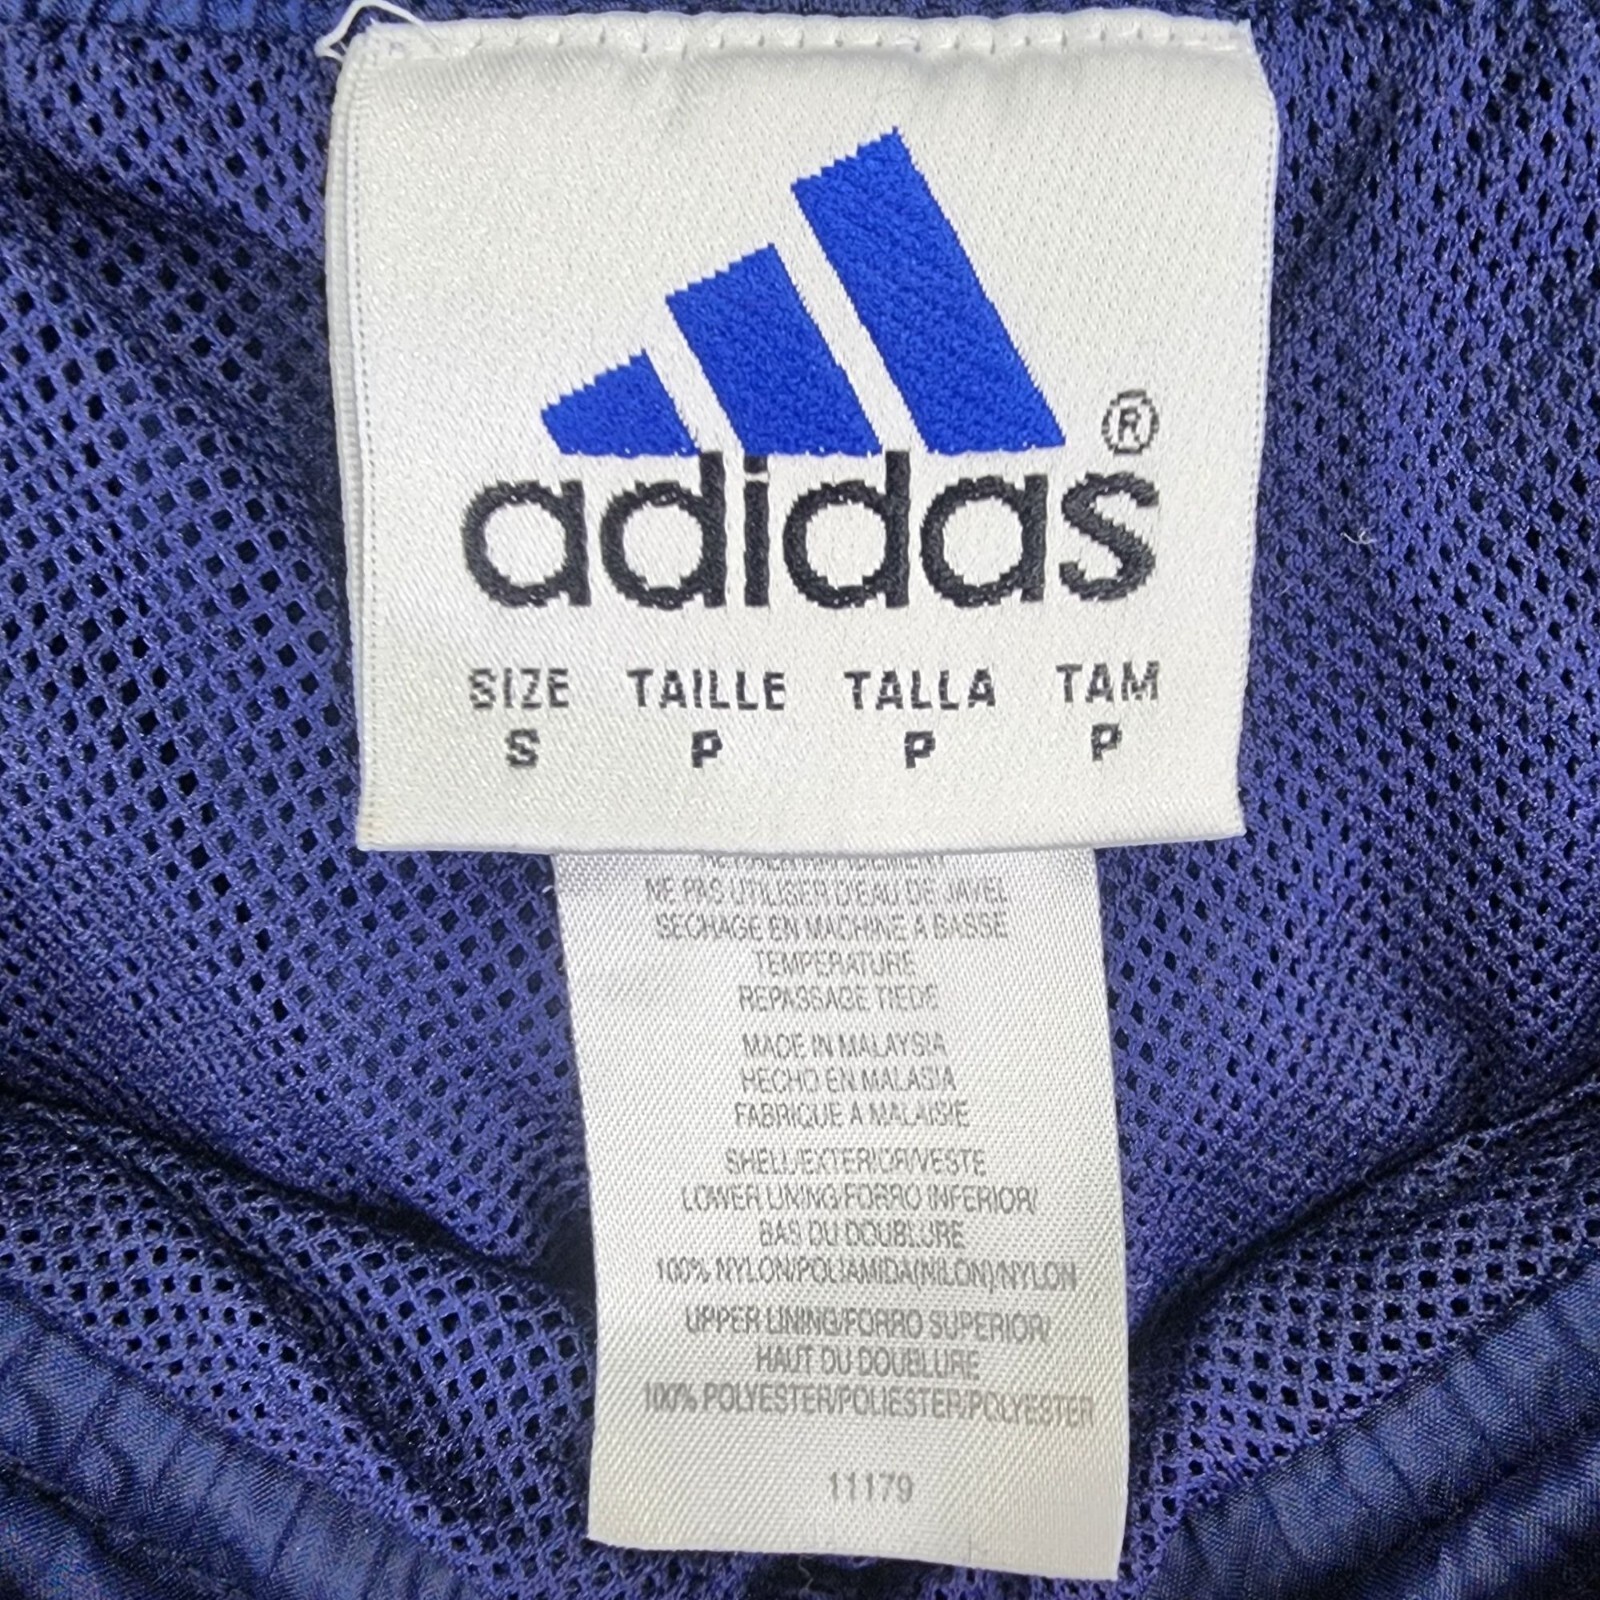 ®
adidas
SIZE TAILLE TALLA TAM
S P P P
NE PAS UTILISER D'EAU DE JAVEL
SECHAGE EN MACHINE A BASSE
TEMPERATURE
REPASSAGE TIEDE
MADE IN MALAYSIA
HECHO EN MALASIA
FABRIQUE A MALAISIE
SHELL/EXTERIOR/VESTE
LOWER LINING/FORRO INFERIOR/
BAS DU DOUBLURE
100% NYLON/POLIAMIDA(NILON)/NYLON
UPPER LINING/FORRO SUPERIOR/
HAUT DU DOUBLURE
100% POLYESTER/POLIESTER/POLYESTER
11179